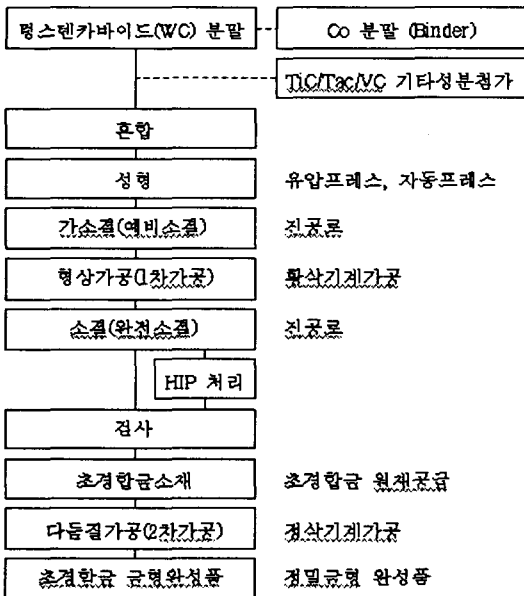 텅스텐카바이드(WC) 분말 Co 분말 (Binder)
TiC/Tac/VC 기타성분첨가
혼합
성형 유압프레스, 자동프레스
가소결(예비소결) 진공로
형상가공(1차가공) 황삭기계가공
소결(완전소결) 진공로
HIP 처리
검사
초경합금소재 초경합금 원재공급
다듬질가공(2차가공) 정삭기계가공
초경합금 금형완성품 정밀금형 완성품